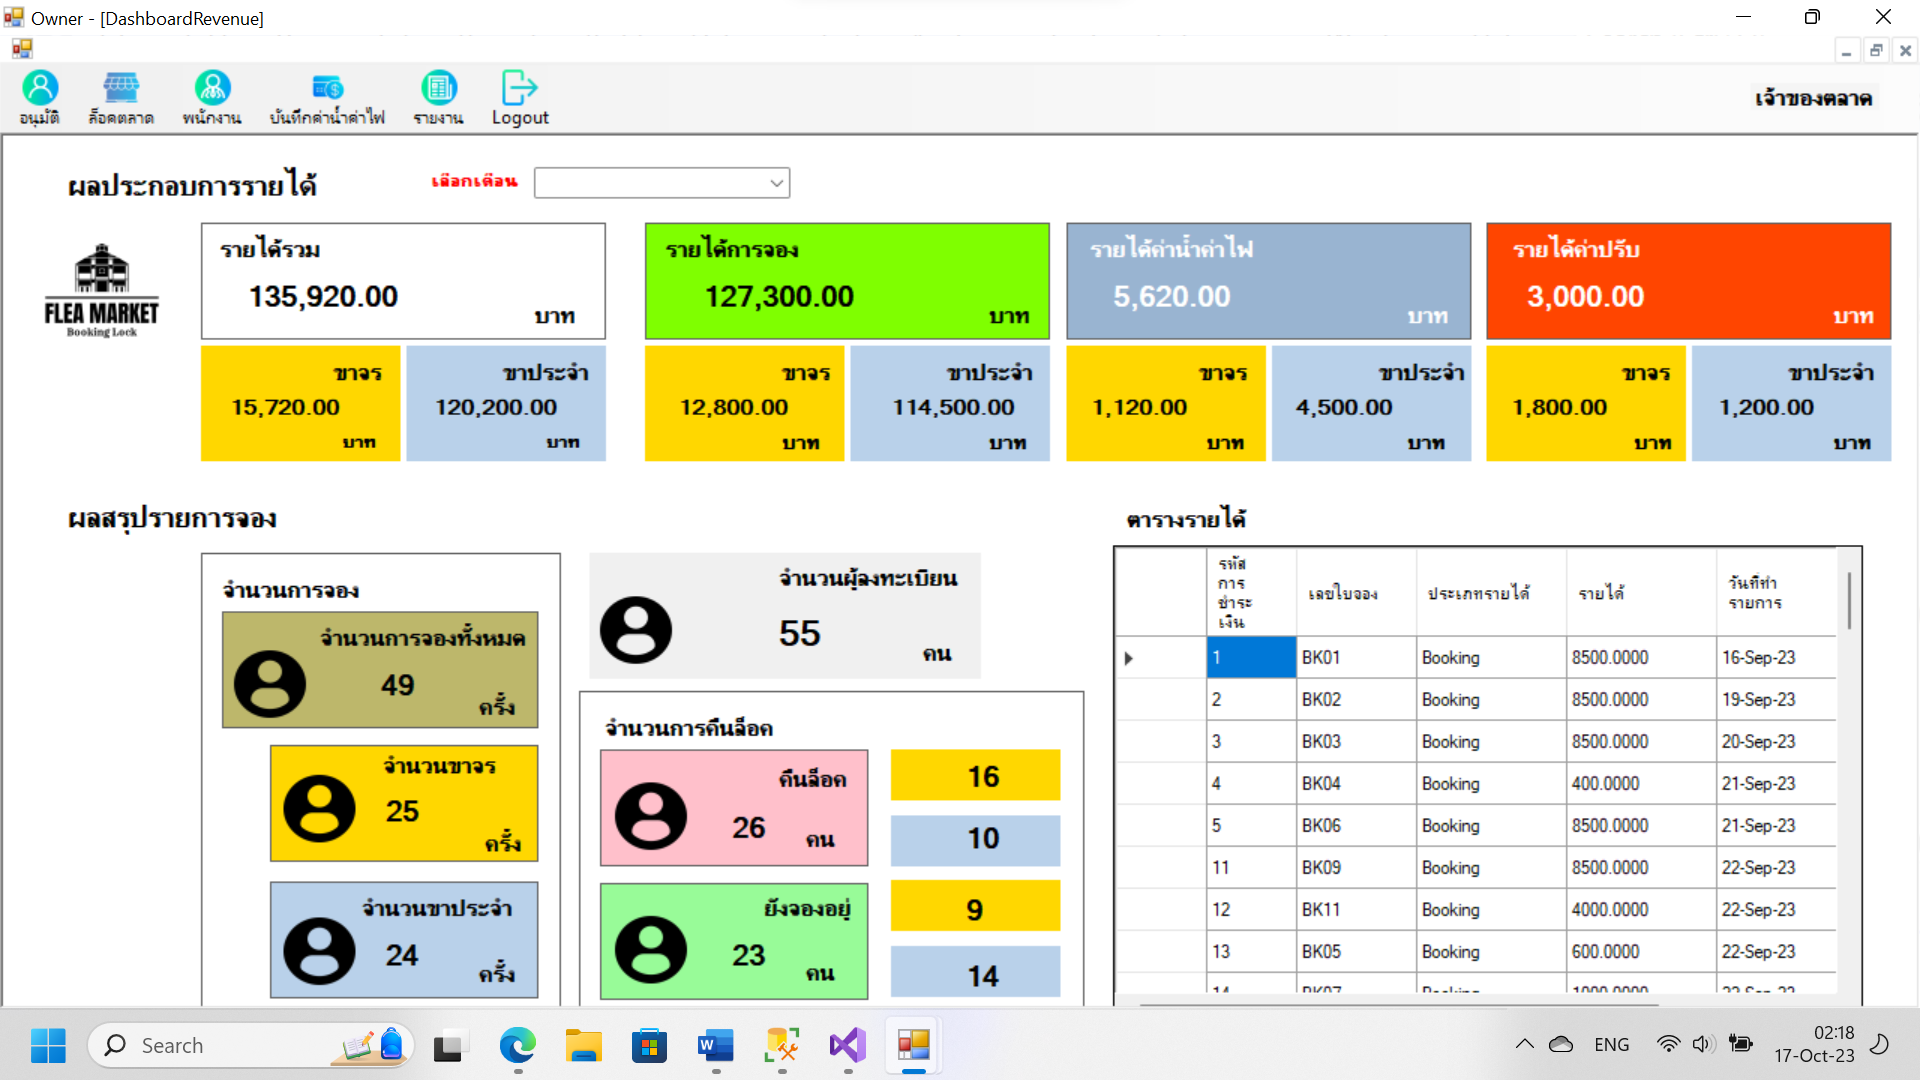 Owner - [DashboardRevenue]
อนุมัติ
ล็อคตลาด
พนักงาน
บันทึกค่าน้ำค่าไฟ
รายงาน
Logout
เจ้าของตลาด
ผลประกอบการรายได้
เลือกเดือน
FLEA MARKET
Booking Lock
รายได้รวม
135,920.00
บาท
รายได้การจอง
127,300.00
บาท
รายได้ค่าน้ำค่าไฟ
5,620.00
บาท
รายได้ค่าปรับ
3,000.00
บาท
ขาจร
15,720.00
บาท
ขาประจำ
120,200.00
บาท
ขาจร
12,800.00
บาท
ขาประจำ
114,500.00
บาท
ขาจร
1,120.00
บาท
ขาประจำ
4,500.00
บาท
ขาจร
1,800.00
บาท
ขาประจำ
1,200.00
บาท
ผลสรุปรายการจอง
จำนวนการจอง
จำนวนการจองทั้งหมด
49
ครั้ง
จำนวนขาจร
25
ครั้ง
จำนวนขาประจำ
24
ครั้ง
จำนวนผู้ลงทะเบียน
55
คน
จำนวนการคืนล็อค
คืนล็อค
26
คน
16
10
ยังจองอยู่
23
คน
9
14
ตารางรายได้
รหัส
การ
ชำระ
เงิน
เลขใบจอง
ประเภทรายได้
รายได้
วันที่ทำ
รายการ
1 BK01 Booking 8500.0000 16-Sep-23
2 BK02 Booking 8500.0000 19-Sep-23
3 BK03 Booking 8500.0000 20-Sep-23
4 BK04 Booking 400.0000 21-Sep-23
5 BK06 Booking 8500.0000 21-Sep-23
11 BK09 Booking 8500.0000 22-Sep-23
12 BK11 Booking 4000.0000 22-Sep-23
13 BK05 Booking 600.0000 22-Sep-23
14 BK07 Booking 1000.0000 22-Sep-23
Search
ENG
02:18
17-Oct-23